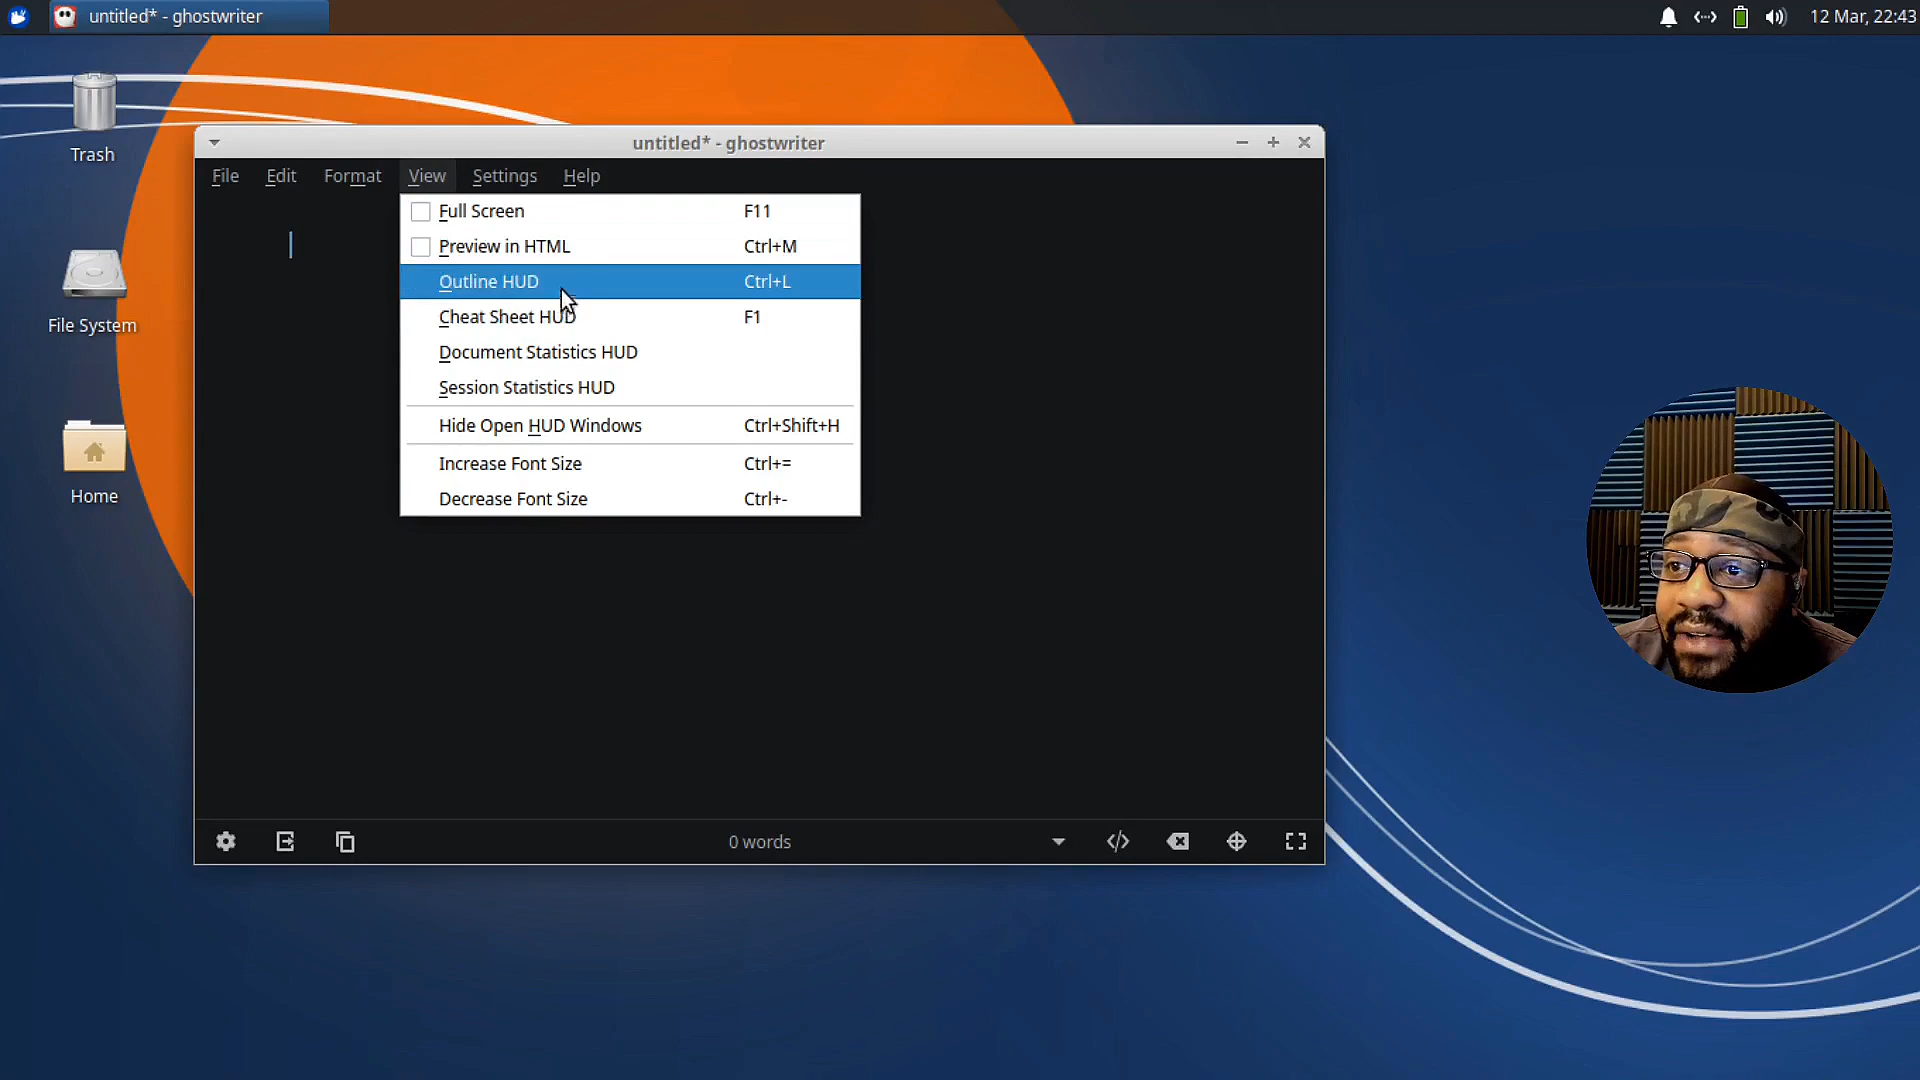 untitled* - ghostwriter
12 Mar, 22:43
Trash
File System
Home
untitled* - ghostwriter
File Edit Format View Settings Help
Full Screen F11
Preview in HTML Ctrl+M
Outline HUD Ctrl+L
Cheat Sheet HUD F1
Document Statistics HUD
Session Statistics HUD
Hide Open HUD Windows Ctrl+Shift+H
Increase Font Size Ctrl+=
Decrease Font Size Ctrl+-
0 words